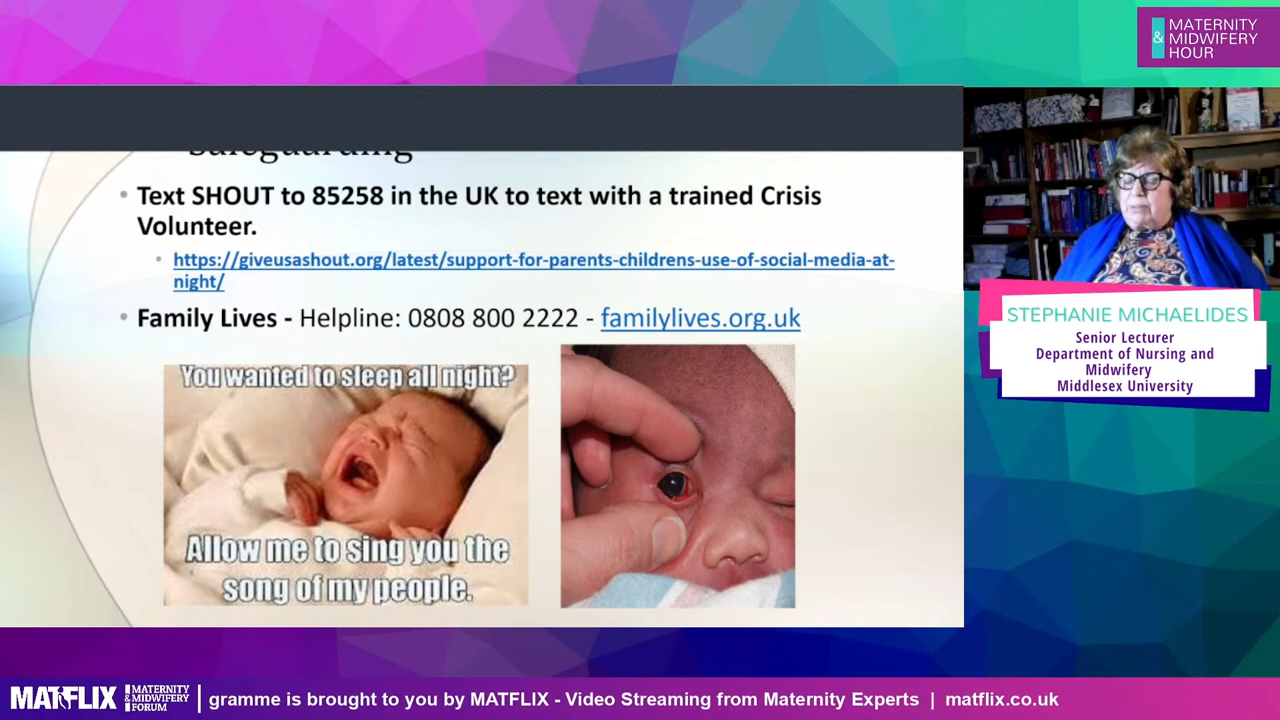 MATERNITY
& MIDWIFERY
HOUR
Safeguarding
• Text SHOUT to 85258 in the UK to text with a trained Crisis
Volunteer.
• https://giveusashout.org/latest/support-for-parents-childrens-use-of-social-media-at-
night/
• Family Lives - Helpline: 0808 800 2222 - familylives.org.uk
You wanted to sleep all night?
Allow me to sing you the
song of my people.
STEPHANIE MICHAELIDES
Senior Lecturer
Department of Nursing and
Midwifery
Middlesex University
MATFLIX
MATERNITY
& MIDWIFERY
FORUM
gramme is brought to you by MATFLIX - Video Streaming from Maternity Experts | matflix.co.uk